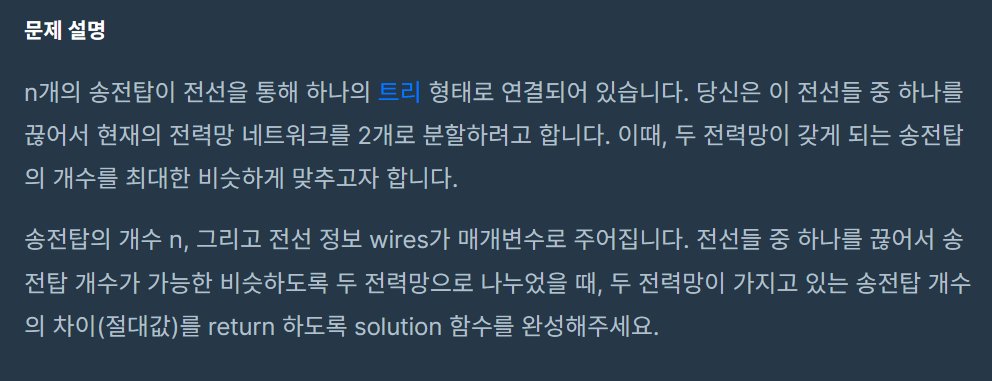 문제 설명
n개의 송전탑이 전선을 통해 하나의 트리 형태로 연결되어 있습니다. 당신은 이 전선들 중 하나를
끊어서 현재의 전력망 네트워크를 2개로 분할하려고 합니다. 이때, 두 전력망이 갖게 되는 송전탑
의 개수를 최대한 비슷하게 맞추고자 합니다.
송전탑의 개수 n, 그리고 전선 정보 wires가 매개변수로 주어집니다. 전선들 중 하나를 끊어서 송
전탑 개수가 가능한 비슷하도록 두 전력망으로 나누었을 때, 두 전력망이 가지고 있는 송전탑 개수
의 차이(절대값)를 return 하도록 solution 함수를 완성해주세요.